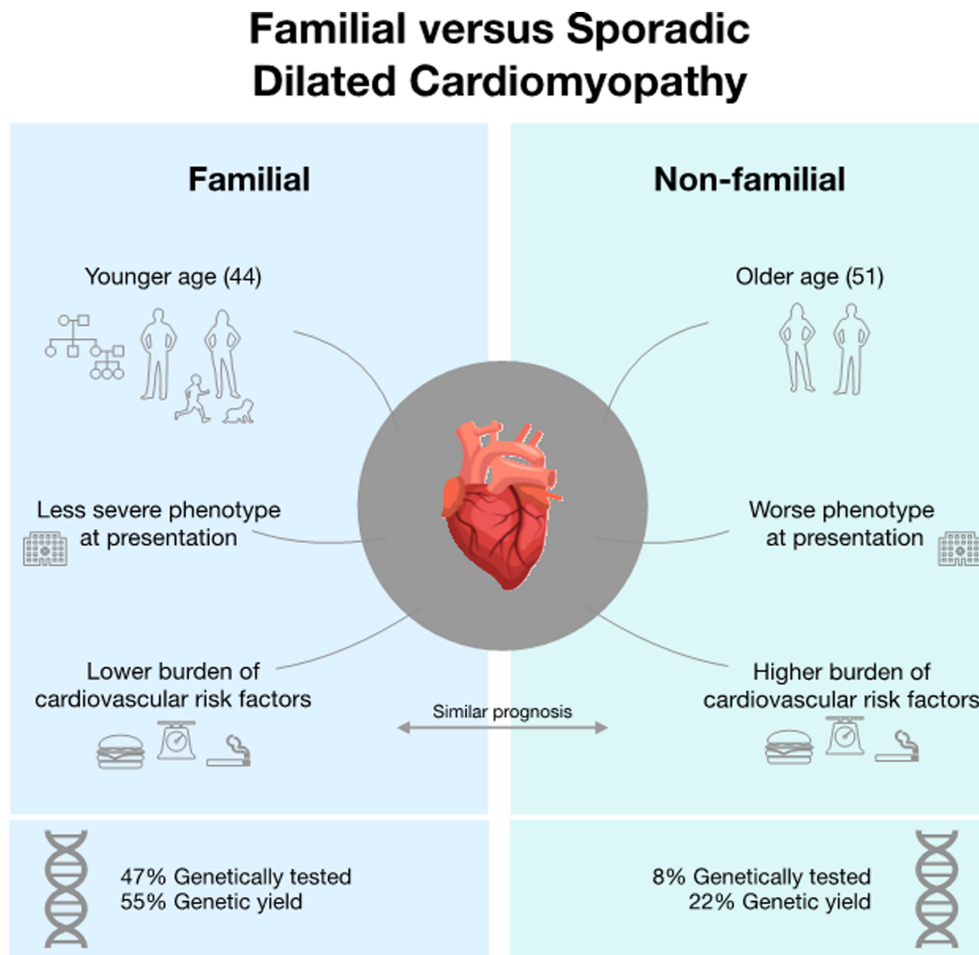 Familial versus Sporadic
Dilated Cardiomyopathy
Familial
Younger age (44)
Less severe phenotype
at presentation
Lower burden of
cardiovascular risk factors
Non-familial
Older age (51)
Worse phenotype
at presentation
Higher burden of
cardiovascular risk factors
Similar prognosis
47% Genetically tested
55% Genetic yield
8% Genetically tested
22% Genetic yield